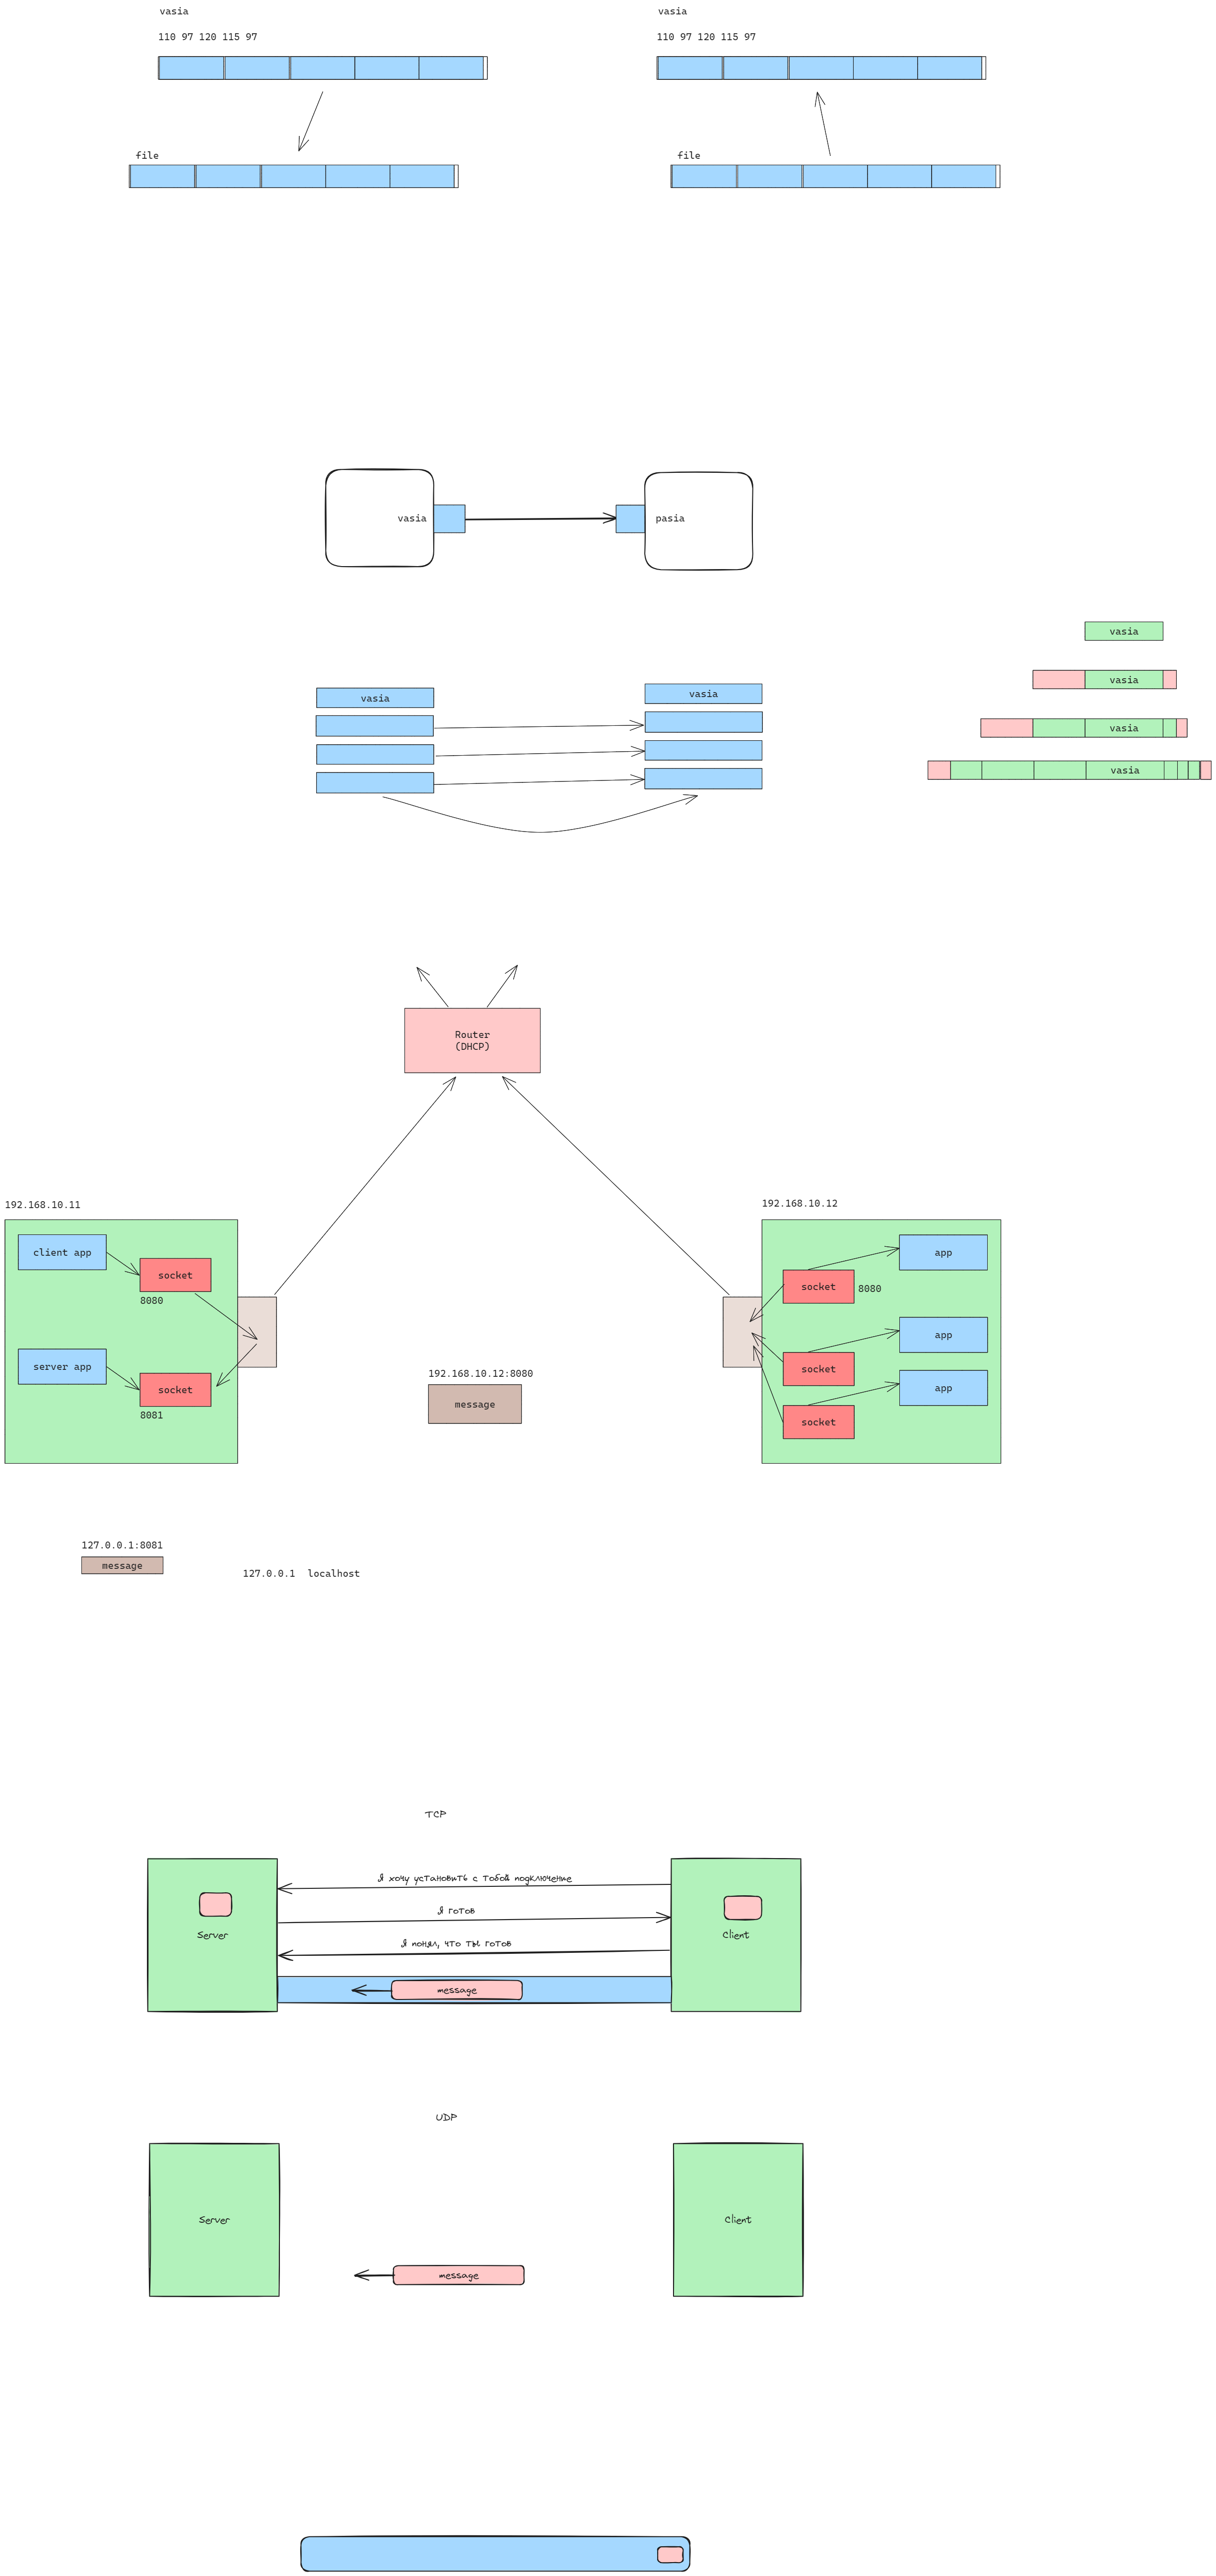 vasia
vasia
110 97 120 115 97
110 97 120 115 97
file
file
vasia
pasia
vasia
vasia
vasia
vasia
vasia
vasia
Router
(DHCP)
192.168.10.11
192.168.10.12
client app
app
socket
socket
8080
8080
app
server app
socket
192.168.10.12:8080
app
socket
message
8081
socket
127.0.0.1:8081
message
127.0.0.1 localhost
TCP
Я хочу установить с тобой подключение
Я готов
Server
Client
Я понял, что ты готов
message
UDP
Server
Client
message